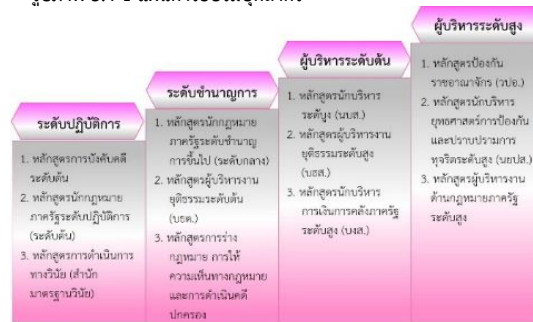 ผู้บริหารระดับสูง
1. หลักสูตรป้องกัน
ราชอาณาจักร (วปอ.)
2. หลักสูตรนักบริหาร
ยุทธศาสตร์การป้องกัน
และปราบปรามการ
ทุจริตระดับสูง (นยปส.)
3. หลักสูตรผู้บริหารงาน
ด้านกฎหมายภาครัฐ
ระดับสูง
ผู้บริหารระดับต้น
1. หลักสูตรนักบริหาร
ระดับสูง (นบส.)
2. หลักสูตรผู้บริหารงาน
ยุติธรรมระดับสูง
(บธส.)
3. หลักสูตรนักบริหาร
การเงินการคลังภาครัฐ
ระดับสูง (บงส.)
ระดับชำนาญการ
1. หลักสูตรนักกฎหมาย
ภาครัฐระดับชำนาญ
การขึ้นไป (ระดับกลาง)
2. หลักสูตรผู้บริหารงาน
ยุติธรรมระดับต้น
(บธต.)
3. หลักสูตรการร่าง
กฎหมาย การให้
ความเห็นทางกฎหมาย
และการดำเนินคดี
ปกครอง
ระดับปฏิบัติการ
1. หลักสูตรการบังคับคดี
ระดับต้น
2. หลักสูตรนักกฎหมาย
ภาครัฐระดับปฏิบัติการ
(ระดับต้น)
3. หลักสูตรการดำเนินการ
ทางวินัย (สำนัก
มาตรฐานวินัย)